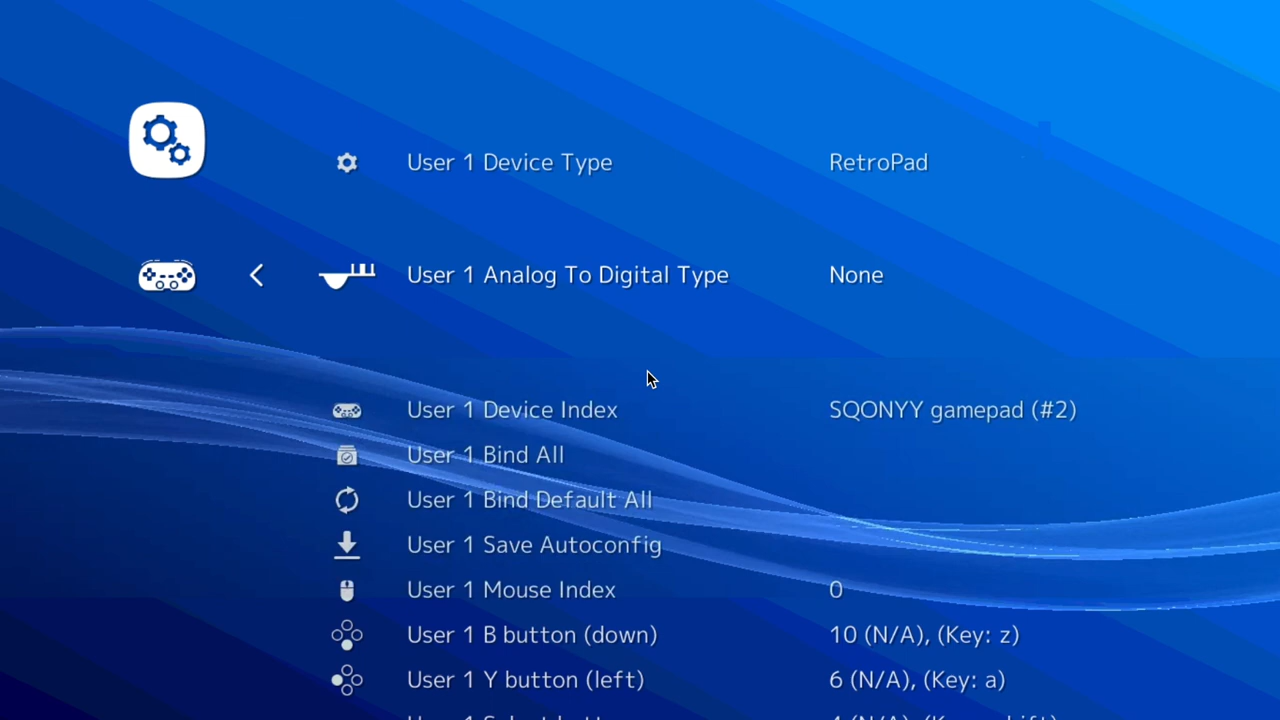 User 1 Device Type RetroPad
User 1 Analog To Digital Type None
User 1 Device Index SQONYY gamepad (#2)
User 1 Bind All
User 1 Bind Default All
User 1 Save Autoconfig
User 1 Mouse Index 0
User 1 B button (down) 10 (N/A), (Key: z)
User 1 Y button (left) 6 (N/A), (Key: a)